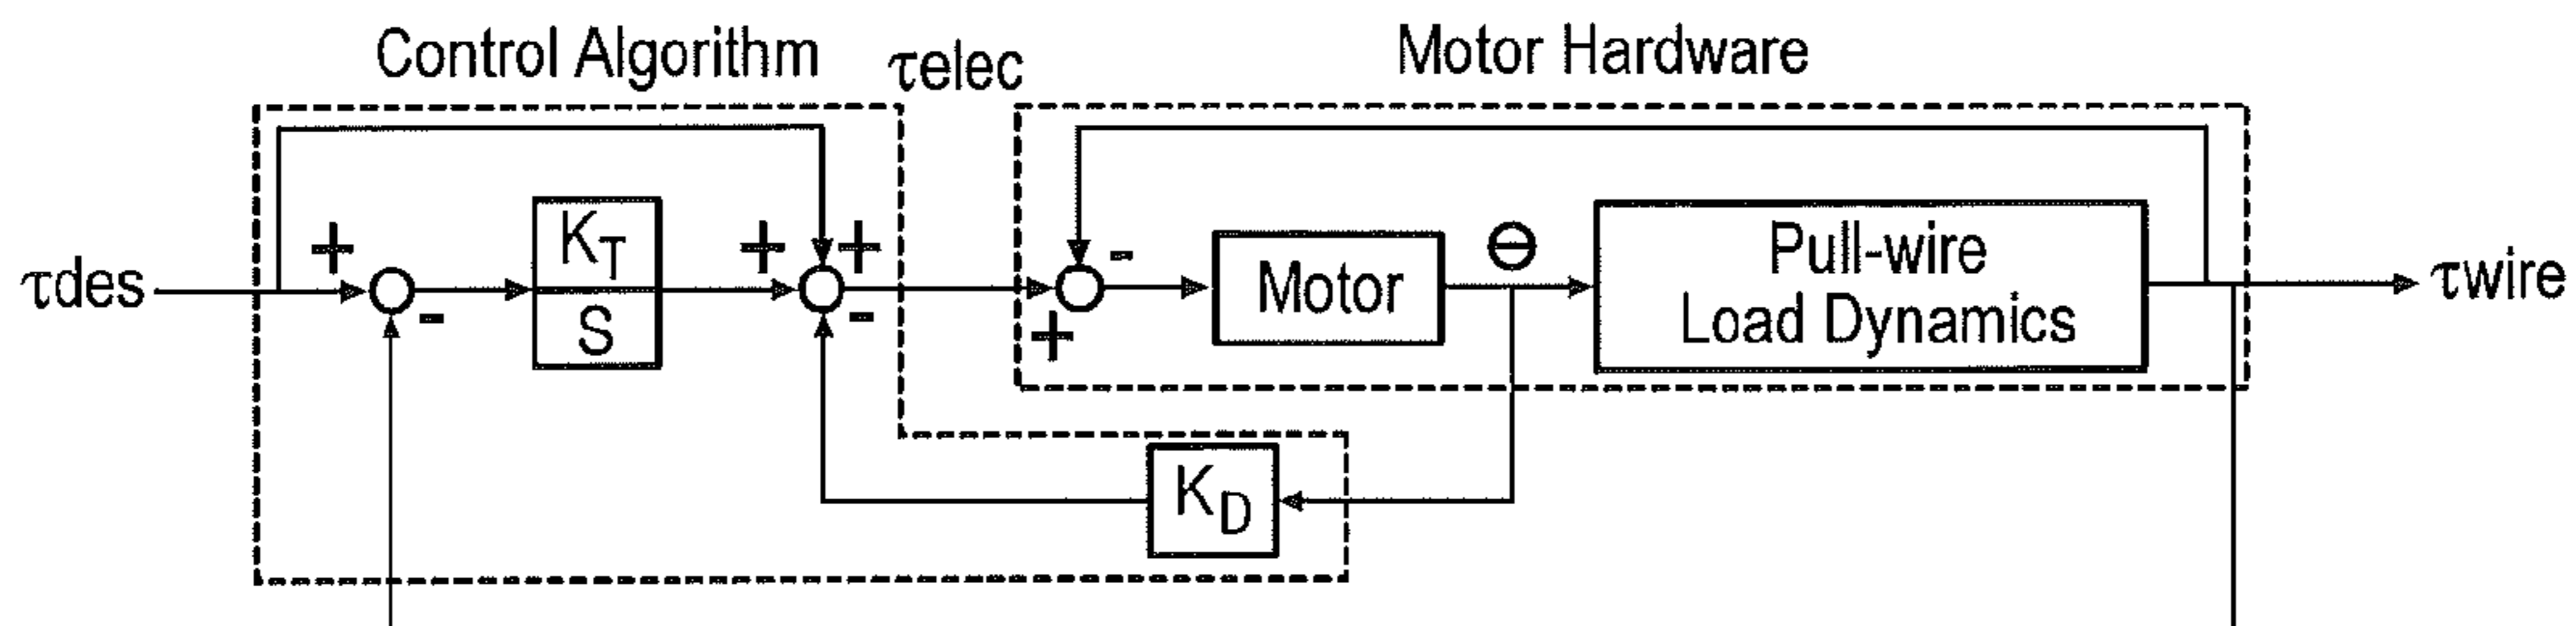 Control Algorithm
τelec
Motor Hardware
+
+
+
-
τdes
K_T
S
-
-
+
Motor
Θ
Pull-wire
Load Dynamics
τwire
K_D